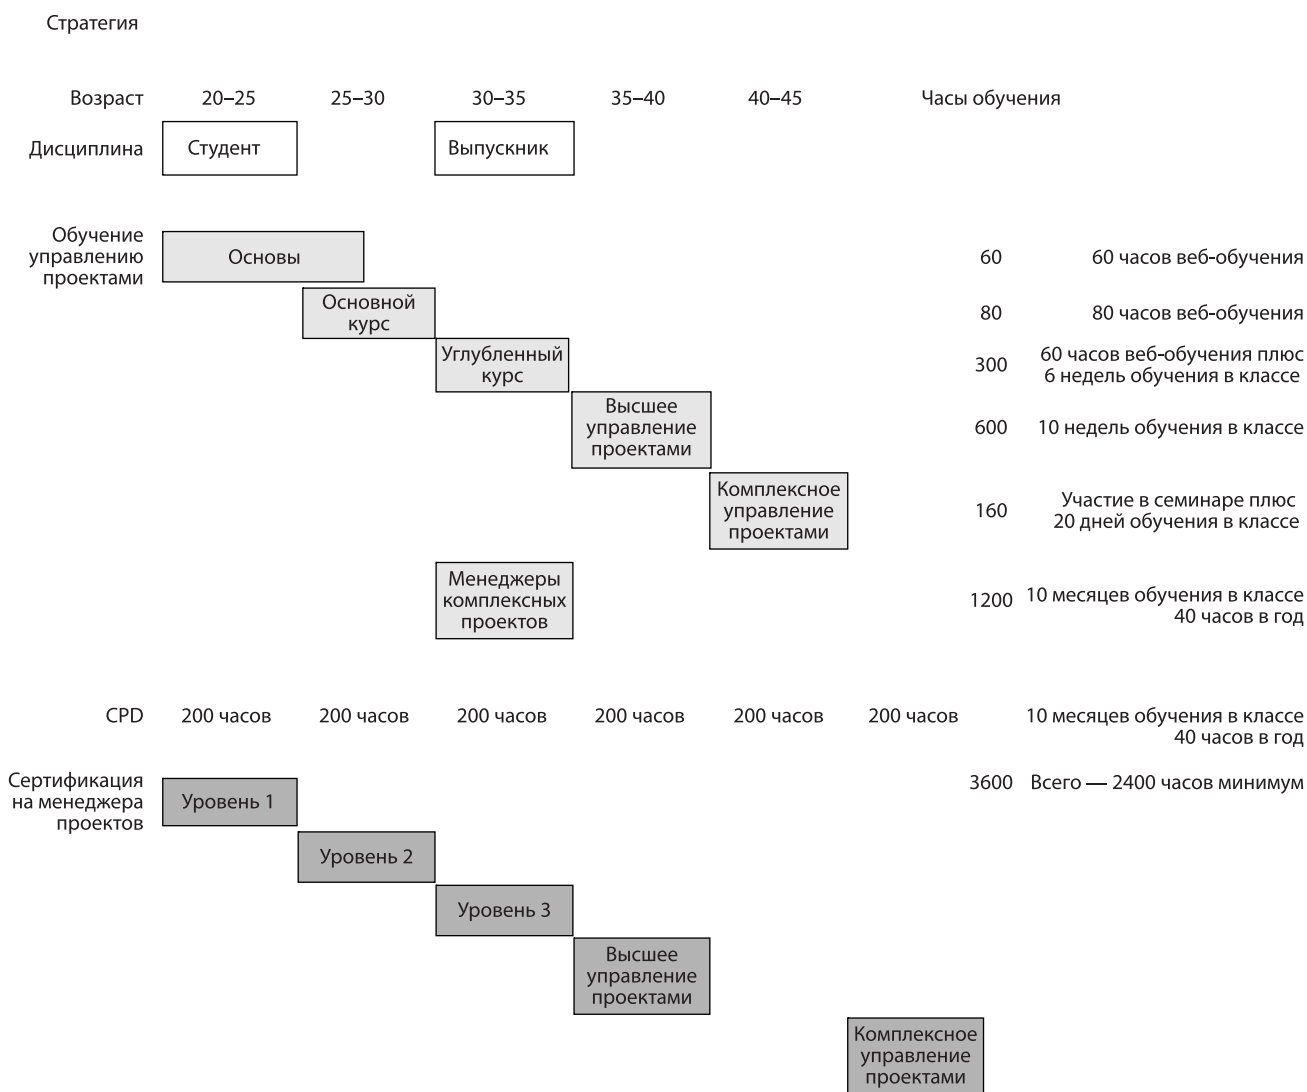 Стратегия
Возраст 20–25 25–30 30–35 35–40 40–45 Часы обучения
Дисциплина Студент Выпускник
Обучение
управлению
проектами
Основы
60 60 часов веб-обучения
Основной
курс
80 80 часов веб-обучения
Углубленный
курс
300
60 часов веб-обучения плюс
6 недель обучения в классе
Высшее
управление
проектами
600 10 недель обучения в классе
Комплексное
управление
проектами
160
Участие в семинаре плюс
20 дней обучения в классе
Менеджеры
комплексных
проектов
1200
10 месяцев обучения в классе
40 часов в год
CPD 200 часов 200 часов 200 часов 200 часов 200 часов 200 часов
10 месяцев обучения в классе
40 часов в год
Сертификация
на менеджера
проектов
3600 Всего — 2400 часов минимум
Уровень 1
Уровень 2
Уровень 3
Высшее
управление
проектами
Комплексное
управление
проектами